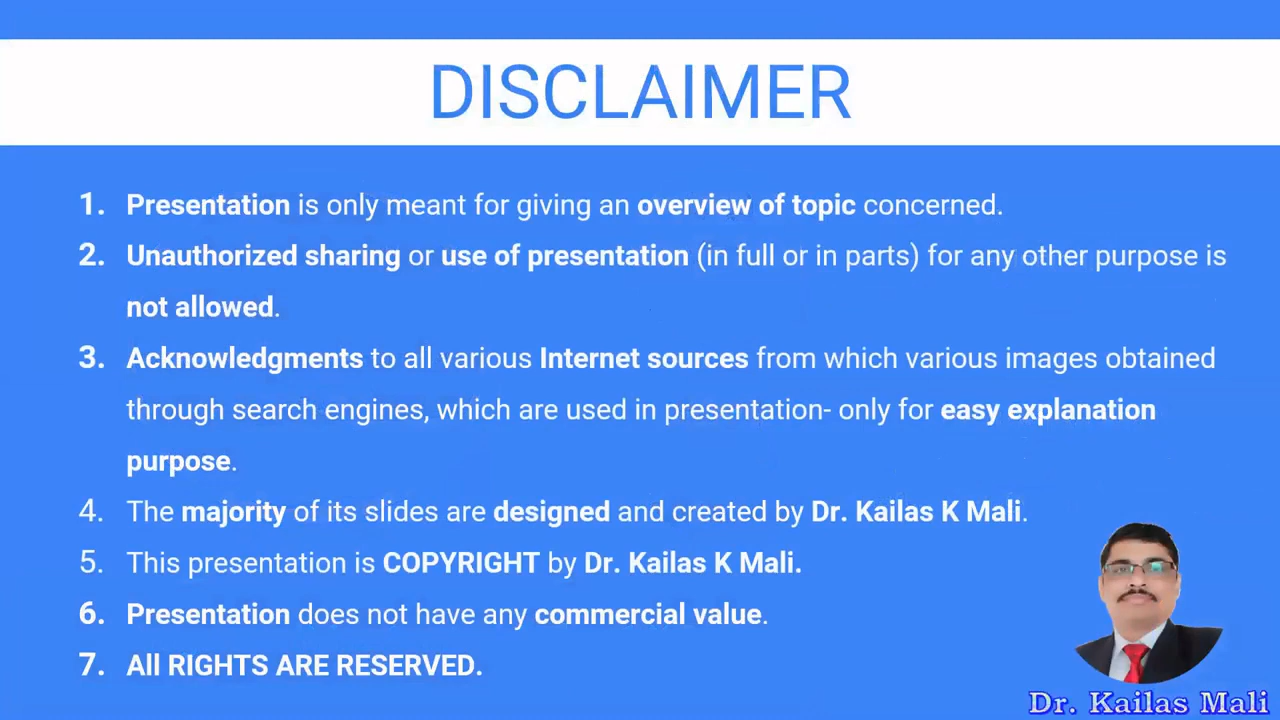 DISCLAIMER
1. Presentation is only meant for giving an overview of topic concerned.
2. Unauthorized sharing or use of presentation (in full or in parts) for any other purpose is
not allowed.
3. Acknowledgments to all various Internet sources from which various images obtained
through search engines, which are used in presentation- only for easy explanation
purpose.
4. The majority of its slides are designed and created by Dr. Kailas K Mali.
5. This presentation is COPYRIGHT by Dr. Kailas K Mali.
6. Presentation does not have any commercial value.
7. All RIGHTS ARE RESERVED.
Dr. Kailas Mali